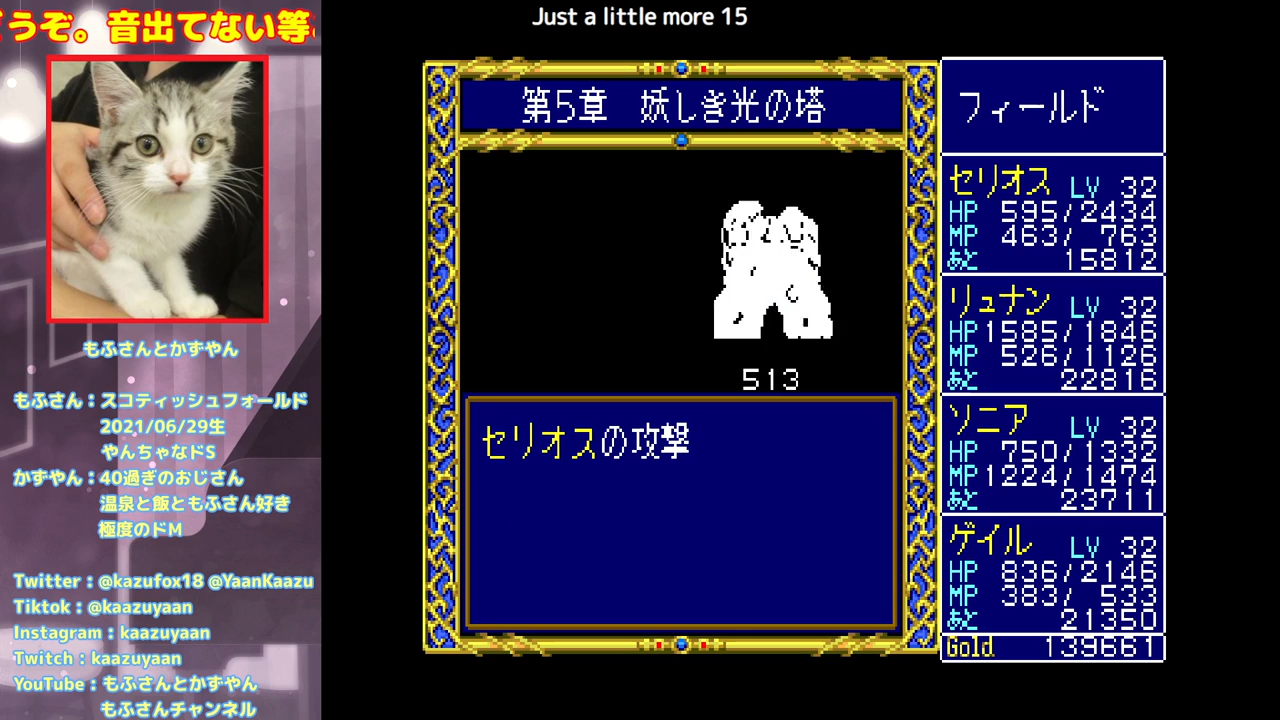 うぞ。音出てない等
Just a little more 15
もふさんとかずやん
もふさん：スコティッシュフォールド
2021/06/29生
やんちゃなドS
かずやん：40過ぎのおじさん
温泉と飯ともふさん好き
極度のドM
Twitter：@kazufox18 @YaanKaazu
Tiktok：@kaazuyaan
Instagram：kaazuyaan
Twitch：kaazuyaan
YouTube：もふさんとかずやん
もふさんチャンネル
第5章 妖しき光の塔
513
セリオスの攻撃
フィールド
セリオス LV 32
HP 595/2434
MP 463/ 763
あと 15812
リュナン LV 32
HP 1585/1846
MP 526/1126
あと 22816
ソニア LV 32
HP 750/1332
MP 1224/1474
あと 23711
ゲイル LV 32
HP 836/2146
MP 383/ 533
あと 21350
Gold 139661